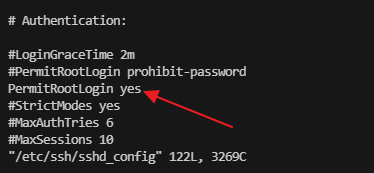 # Authentication:
#LoginGraceTime 2m
#PermitRootLogin prohibit-password
PermitRootLogin yes
#StrictModes yes
#MaxAuthTries 6
#MaxSessions 10
"/etc/ssh/sshd_config" 122L, 3269C